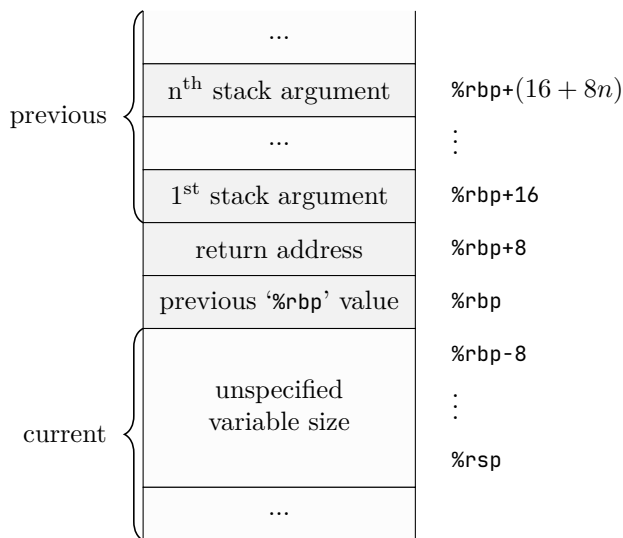 ...
nth stack argument %rbp+(16 + 8n)
previous
... ⋮
1st stack argument %rbp+16
return address %rbp+8
previous ‘%rbp’ value %rbp
%rbp-8
unspecified
variable size ⋮
current
%rsp
...